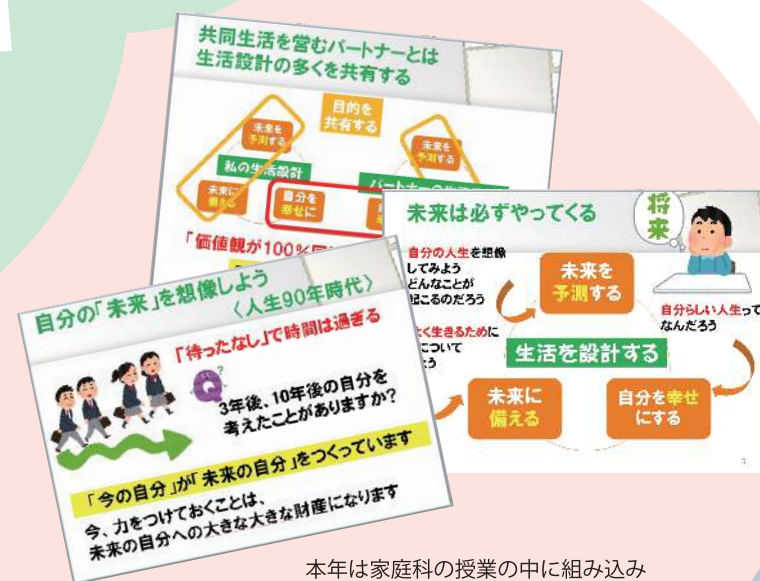 共同生活を営むパートナーとは
生活設計の多くを共有する
目的を
共有する
未来を
予測する
未来を
予測する
私の生活設計
未来に
備える
自分を
幸せに
「価値観が100%
未来は必ずやってくる
将来
自分の人生を想像
してみよう
どんなことが
起こるのだろう
未来を
予測する
自分らしい人生って
なんだろう
く生きるために
について
生活を設計する
未来に
備える
自分を幸せ
にする
自分の「未来」を想像しよう
〈人生90年時代〉
「待ったなし」で時間は過ぎる
Q
3年後、10年後の自分を
考えたことがありますか?
「今の自分」が「未来の自分」をつくっています
今、力をつけておくことは、
未来の自分への大きな大きな財産になります
本年は家庭科の授業の中に組み込み